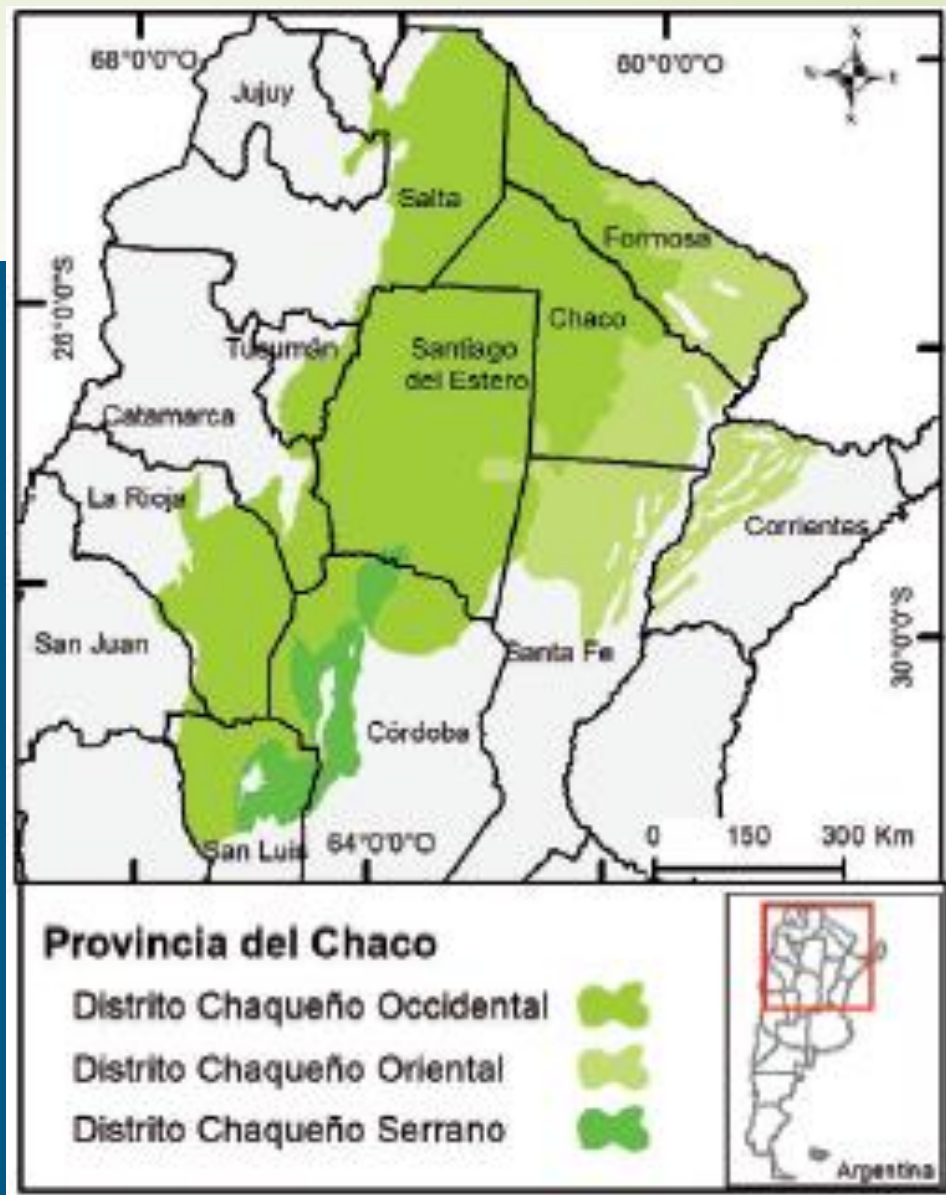 68°0'0"O
60°0'0"O
N
W
E
S
Jujuy
Salta
Formosa
26°0'0"S
Chaco
Tucumán
Santiago
del Estero
Catamarca
La Rioja
Corrientes
San Juan
Santa Fe
30°0'0"S
Córdoba
0 150 300 Km
San Luis
64°0'0"O
Provincia del Chaco
Distrito Chaqueño Occidental
Distrito Chaqueño Oriental
Distrito Chaqueño Serrano
Argentina